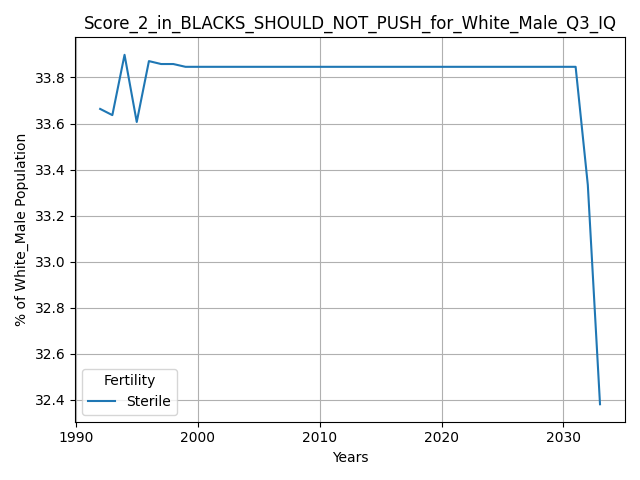 Score_2_in_BLACKS_SHOULD_NOT_PUSH_for_White_Male_Q3_IQ
% of White_Male Population
33.8
33.6
33.4
33.2
33.0
32.8
32.6
32.4
Fertility
Sterile
1990 2000 2010 2020 2030
Years